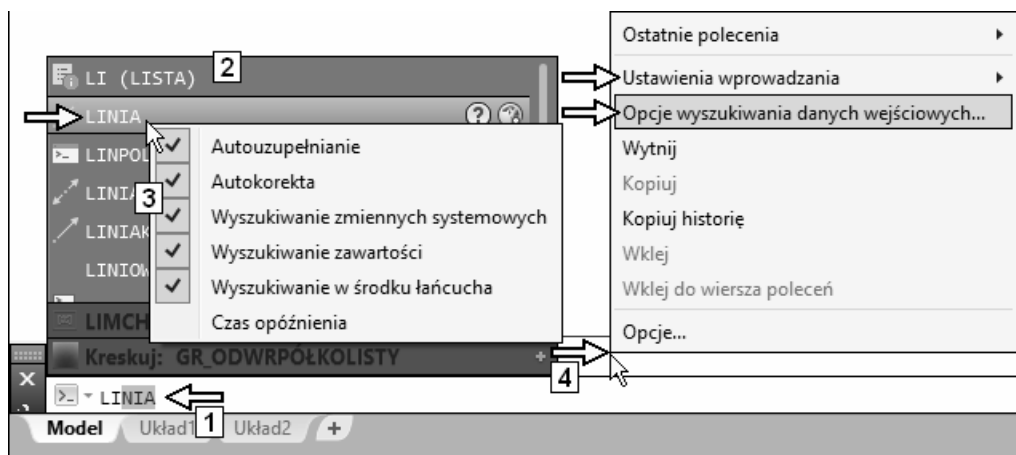 LI (LISTA)
2
LINIA
?
LINPOL
LINIA
LINIAK
LINIOW
LIMCH
Kreskuj: GR_ODWRPÓŁKOLISTY
+
3
Autouzupełnianie
Autokorekta
Wyszukiwanie zmiennych systemowych
Wyszukiwanie zawartości
Wyszukiwanie w środku łańcucha
Czas opóźnienia
Ostatnie polecenia
Ustawienia wprowadzania
Opcje wyszukiwania danych wejściowych...
Wytnij
Kopiuj
Kopiuj historię
Wklej
Wklej do wiersza poleceń
Opcje...
4
LINIA
1
Model Układ1 Układ2 +